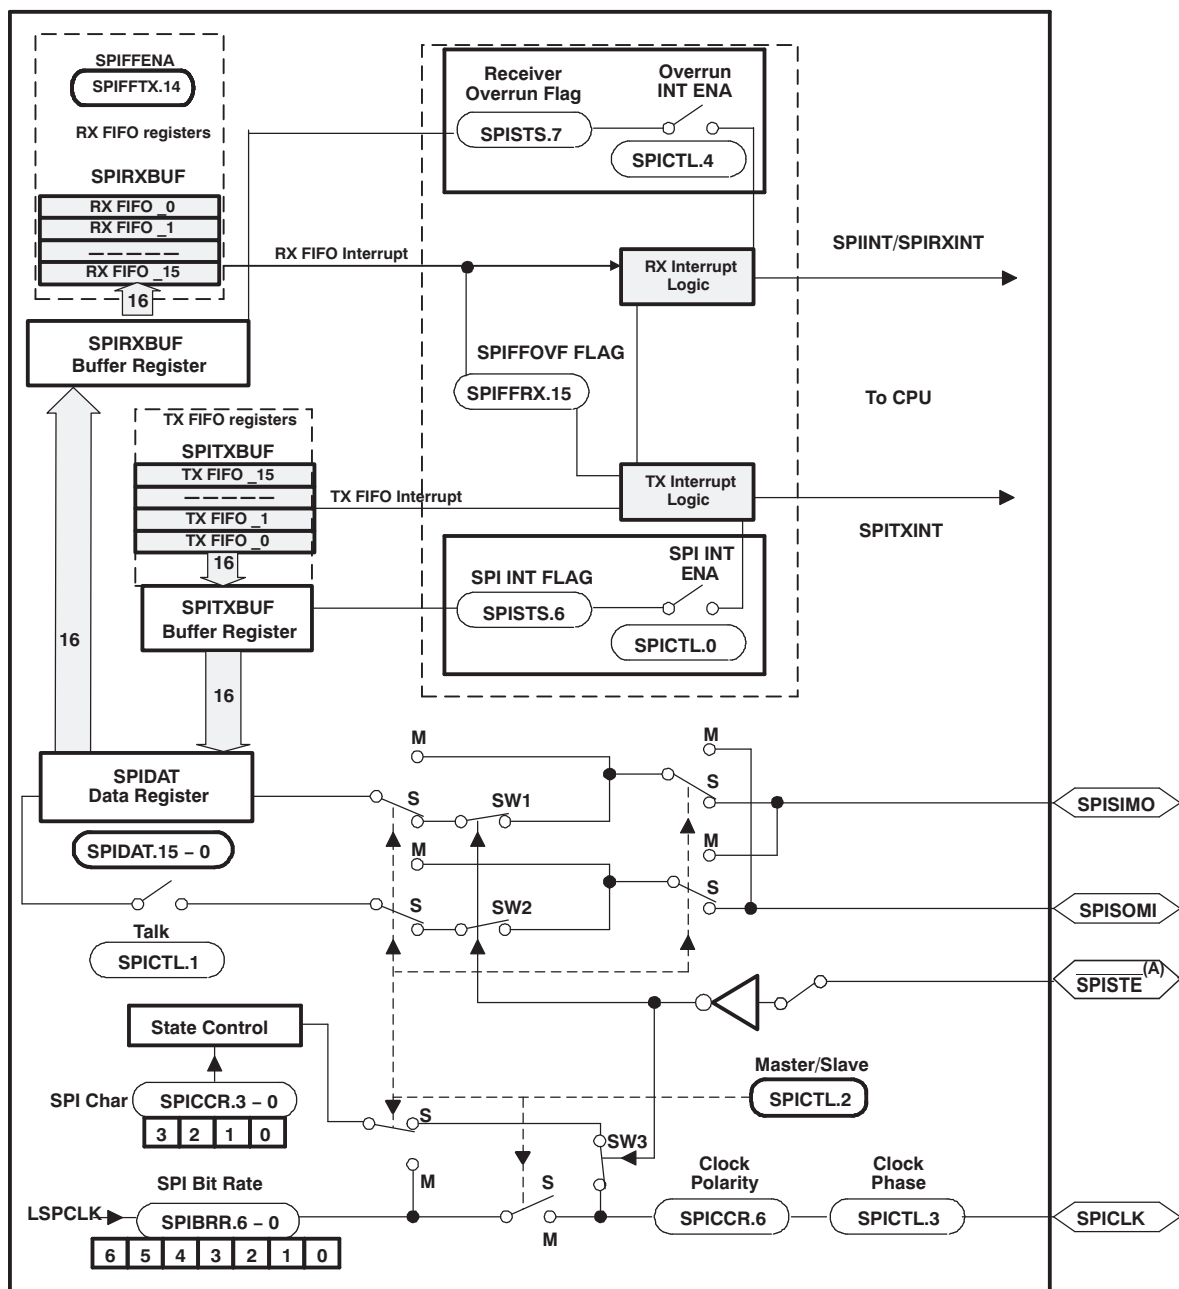 SPIFFENA
SPIFFTX.14
RX FIFO registers
SPIRXBUF
RX FIFO _0
RX FIFO _1
– – – – –
RX FIFO _15
16
SPIRXBUF
Buffer Register
Receiver
Overrun Flag
SPISTS.7
Overrun
INT ENA
SPICTL.4
RX FIFO Interrupt
RX Interrupt
Logic
SPIINT/SPIRXINT
SPIFFOVF FLAG
SPIFFRX.15
To CPU
TX FIFO registers
SPITXBUF
TX FIFO _15
– – – – –
TX FIFO _1
TX FIFO _0
16
TX FIFO Interrupt
TX Interrupt
Logic
SPITXINT
SPITXBUF
Buffer Register
SPI INT FLAG
SPISTS.6
SPI INT
ENA
SPICTL.0
16
16
SPIDAT
Data Register
SPIDAT.15 – 0
Talk
SPICTL.1
M
S
SW1
M
S
SW2
M
S
M
S
SPISIMO
SPISOMI
SPISTE (A)
State Control
SPI Char
SPICCR.3 – 0
3 2 1 0
Master/Slave
SPICTL.2
S
M
SW3
SPI Bit Rate
LSPCLK
SPIBRR.6 – 0
6 5 4 3 2 1 0
S
M
Clock
Polarity
SPICCR.6
Clock
Phase
SPICTL.3
SPICLK